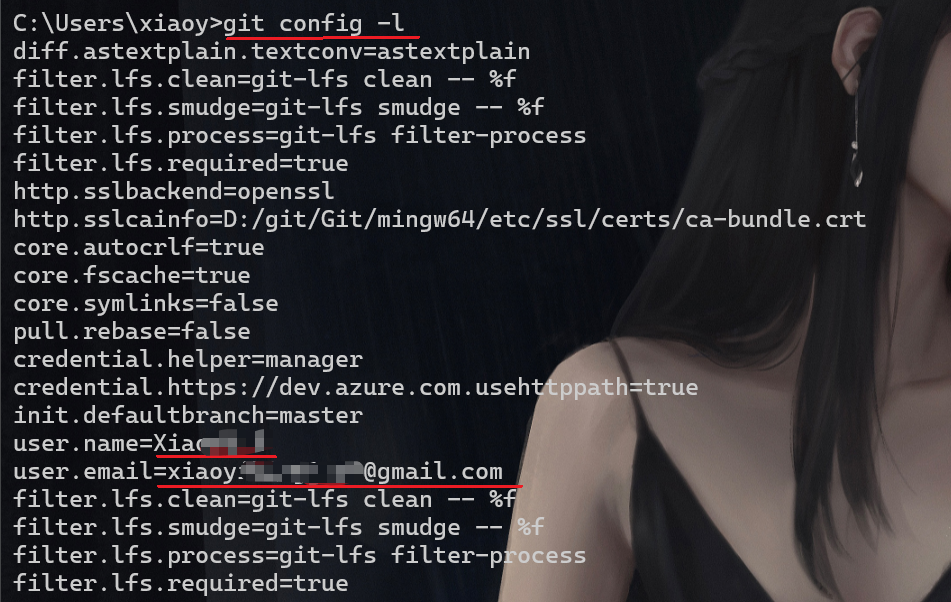 C:\Users\xiaoy>git config -l
diff.astextplain.textconv=astextplain
filter.lfs.clean=git-lfs clean -- %f
filter.lfs.smudge=git-lfs smudge -- %f
filter.lfs.process=git-lfs filter-process
filter.lfs.required=true
http.sslbackend=openssl
http.sslcainfo=D:/git/Git/mingw64/etc/ssl/certs/ca-bundle.crt
core.autocrlf=true
core.fscache=true
core.symlinks=false
pull.rebase=false
credential.helper=manager
credential.https://dev.azure.com.usehttppath=true
init.defaultbranch=master
user.name=Xiao
user.email=xiaoy @gmail.com
filter.lfs.clean=git-lfs clean -- %f
filter.lfs.smudge=git-lfs smudge -- %f
filter.lfs.process=git-lfs filter-process
filter.lfs.required=true